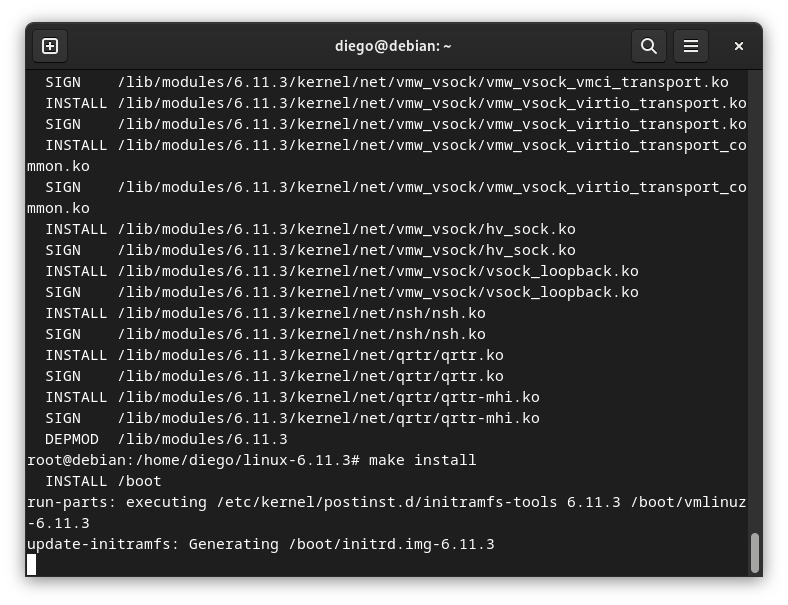 diego@debian: ~
SIGN    /lib/modules/6.11.3/kernel/net/vmw_vsock/vmw_vsock_vmci_transport.ko
INSTALL /lib/modules/6.11.3/kernel/net/vmw_vsock/vmw_vsock_virtio_transport.ko
SIGN    /lib/modules/6.11.3/kernel/net/vmw_vsock/vmw_vsock_virtio_transport.ko
INSTALL /lib/modules/6.11.3/kernel/net/vmw_vsock/vmw_vsock_virtio_transport_co
mmon.ko
SIGN    /lib/modules/6.11.3/kernel/net/vmw_vsock/vmw_vsock_virtio_transport_co
mmon.ko
INSTALL /lib/modules/6.11.3/kernel/net/vmw_vsock/hv_sock.ko
SIGN    /lib/modules/6.11.3/kernel/net/vmw_vsock/hv_sock.ko
INSTALL /lib/modules/6.11.3/kernel/net/vmw_vsock/vsock_loopback.ko
SIGN    /lib/modules/6.11.3/kernel/net/vmw_vsock/vsock_loopback.ko
INSTALL /lib/modules/6.11.3/kernel/net/nsh/nsh.ko
SIGN    /lib/modules/6.11.3/kernel/net/nsh/nsh.ko
INSTALL /lib/modules/6.11.3/kernel/net/qrtr/qrtr.ko
SIGN    /lib/modules/6.11.3/kernel/net/qrtr/qrtr.ko
INSTALL /lib/modules/6.11.3/kernel/net/qrtr/qrtr-mhi.ko
SIGN    /lib/modules/6.11.3/kernel/net/qrtr/qrtr-mhi.ko
DEPMOD  /lib/modules/6.11.3
root@debian:/home/diego/linux-6.11.3# make install
INSTALL /boot
run-parts: executing /etc/kernel/postinst.d/initramfs-tools 6.11.3 /boot/vmlinuz
-6.11.3
update-initramfs: Generating /boot/initrd.img-6.11.3